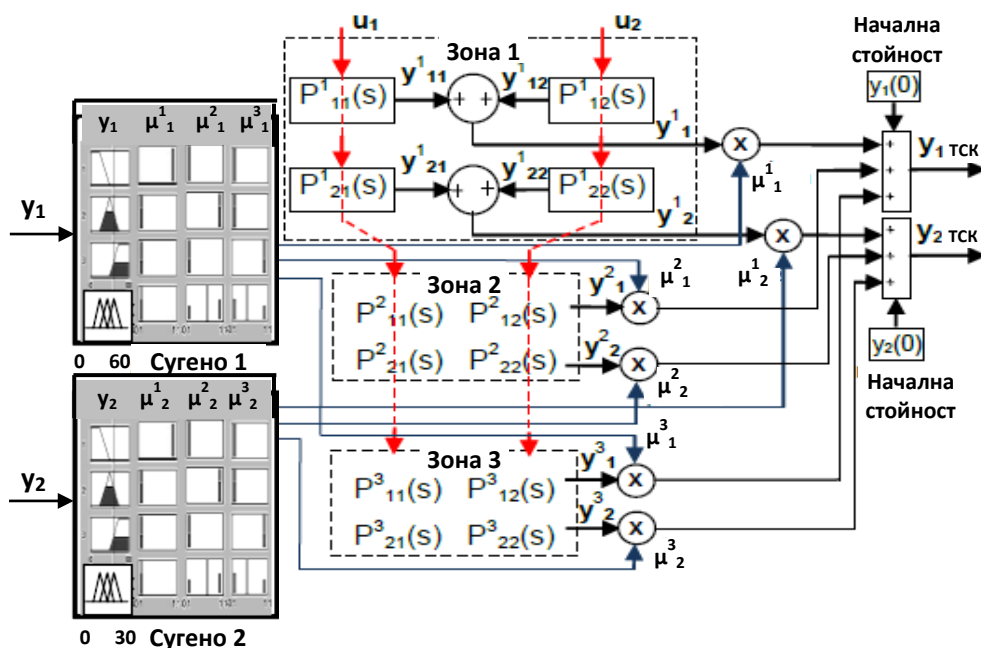 u₁ u₂
Начална
стойност
Зона 1
P¹₁₁(s) y¹₁₁ + + y¹₁₂ P¹₁₂(s)
y₁(0)
y₁ μ¹₁ μ²₁ μ³₁
y¹₁ X + y₁ ТСК
P¹₂₁(s) y¹₂₁ + + y¹₂₂ P¹₂₂(s)
μ¹₁ + +
y₁
y¹₂ X + y₂ ТСК
Зона 2
μ²₁ μ¹₂ + +
P²₁₁(s) P²₁₂(s) y²₁ X
P²₂₁(s) P²₂₂(s) y²₂ X
y₂(0)
0 60 Сугено 1
μ²₂
Начална
стойност
y₂ μ¹₂ μ²₂ μ³₂
μ³₁
Зона 3
y₂
P³₁₁(s) P³₁₂(s) y³₁ X
P³₂₁(s) P³₂₂(s) y³₂ X
μ³₂
0 30 Сугено 2